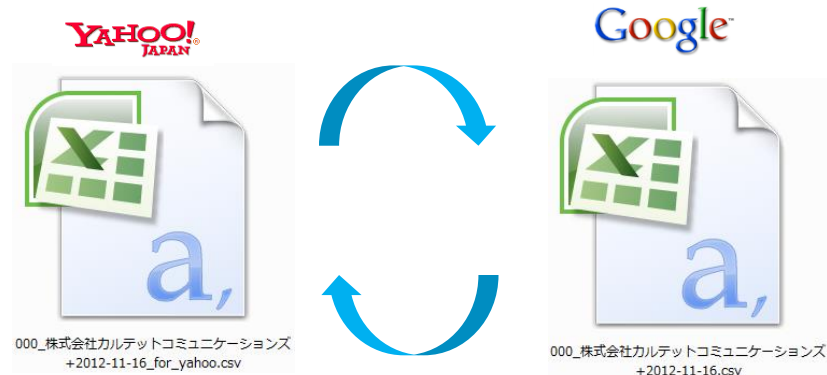 YAHOO!
JAPAN
Google
a,
a,
000_株式会社カルテットコミュニケーションズ
+2012-11-16_for_yahoo.csv
000_株式会社カルテットコミュニケーションズ
+2012-11-16.csv